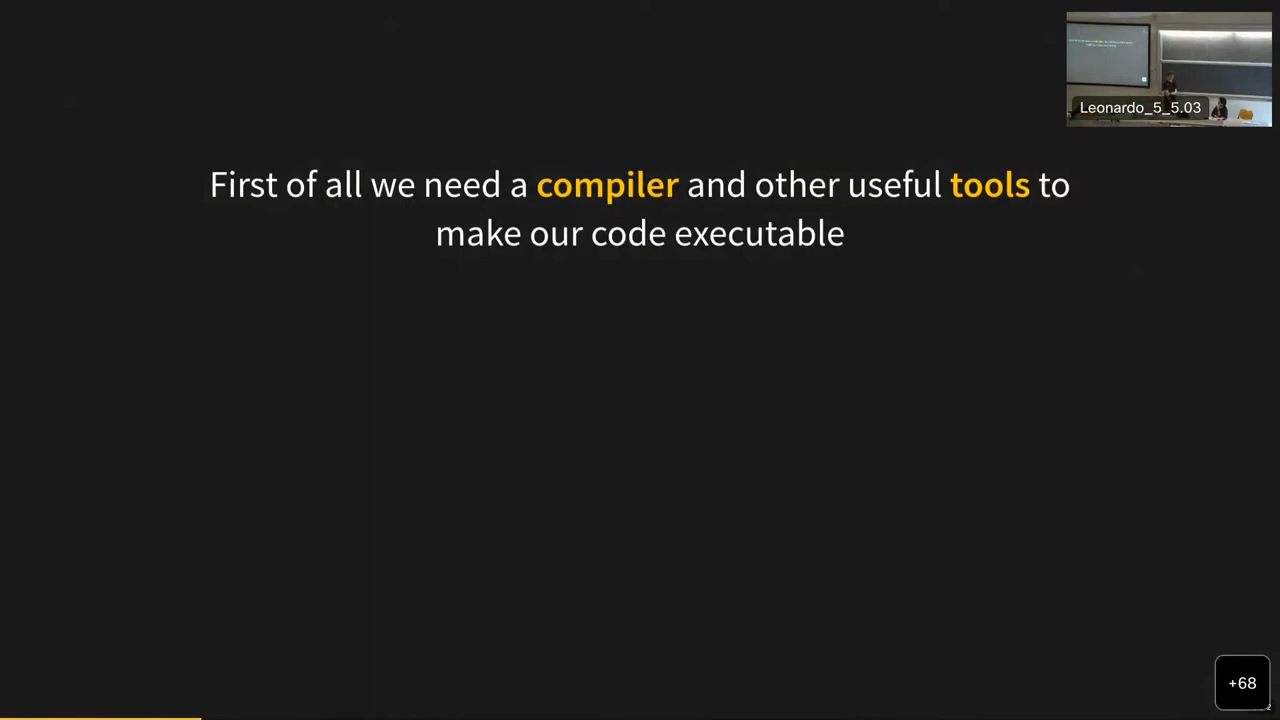 Leonardo_5_5.03
First of all we need a compiler and other useful tools to
make our code executable
+68